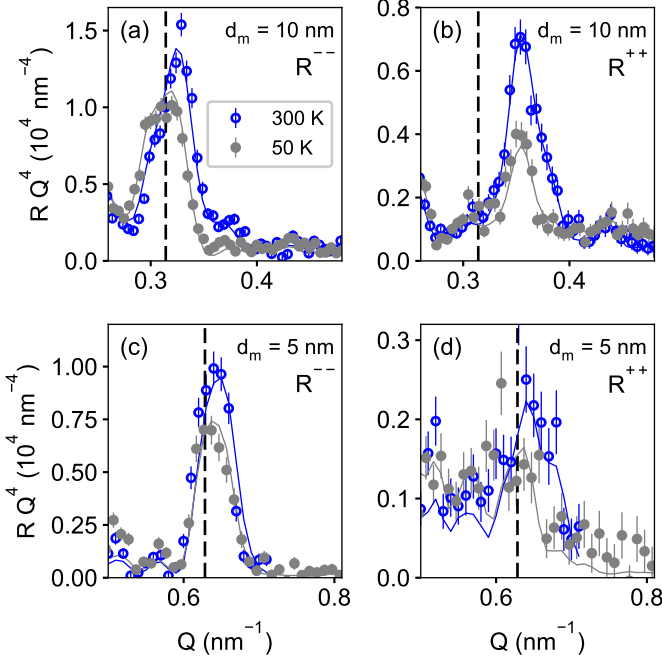 (a) d_m = 10 nm
R^−−
300 K
50 K
R Q^4 (10^4 nm^−4)
1.5
1.0
0.5
0.0
0.3 0.4
(b) d_m = 10 nm
R^++
0.8
0.6
0.4
0.2
0.0
0.3 0.4
(c) d_m = 5 nm
R^−−
R Q^4 (10^4 nm^−4)
1.00
0.75
0.50
0.25
0.00
0.6 0.8
Q (nm^−1)
(d) d_m = 5 nm
R^++
0.3
0.2
0.1
0.0
0.6 0.8
Q (nm^−1)